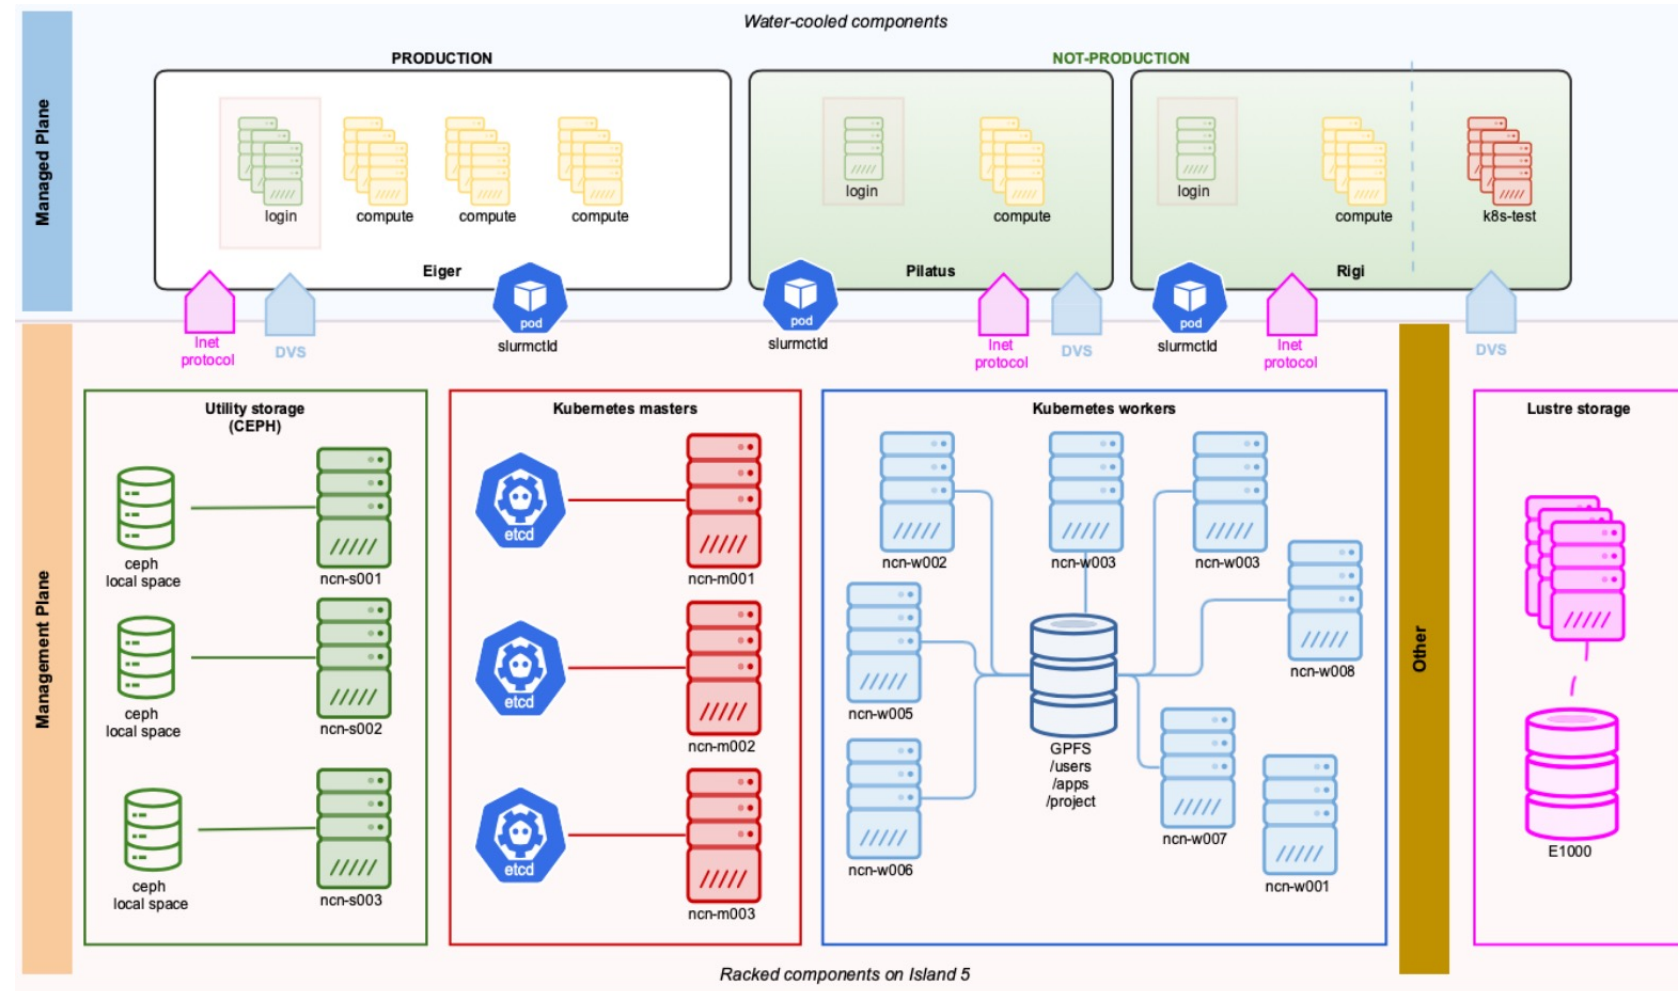 Water-cooled components
PRODUCTION
NOT-PRODUCTION
Managed Plane
login
compute
compute
compute
Eiger
login
compute
Pilatus
login
compute
k8s-test
Rigi
lnet
protocol
DVS
pod
slurmctld
pod
slurmctld
lnet
protocol
DVS
pod
slurmctld
lnet
protocol
DVS
Management Plane
Utility storage
(CEPH)
ceph
local space
ncn-s001
ceph
local space
ncn-s002
ceph
local space
ncn-s003
Kubernetes masters
etcd
ncn-m001
etcd
ncn-m002
etcd
ncn-m003
Kubernetes workers
ncn-w002
ncn-w003
ncn-w003
ncn-w008
ncn-w005
GPFS
/users
/apps
/project
ncn-w007
ncn-w006
ncn-w001
Other
Lustre storage
E1000
Racked components on Island 5